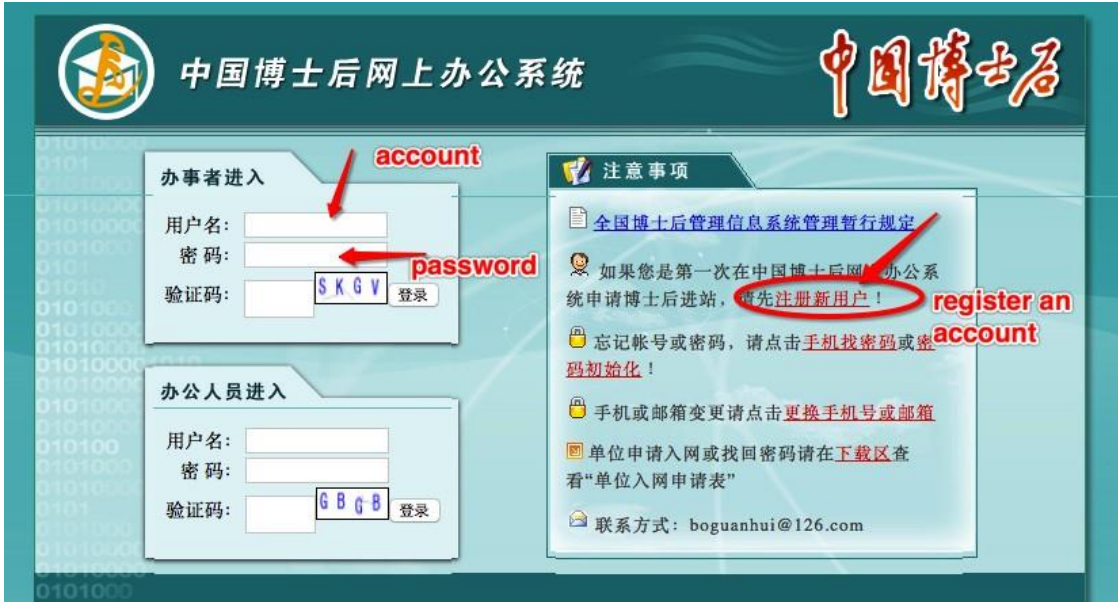 中国博士后网上办公系统
中国博士后
account
办事者进入
用户名：
密 码：
password
验证码：
SKGV
登录
办公人员进入
用户名：
密 码：
验证码：
GBGB
登录
注意事项
全国博士后管理信息系统管理暂行规定
如果您是第一次在中国博士后网上办公系
统申请博士后进站，请先注册新用户！
register an
account
忘记帐号或密码，请点击手机找密码或密
码初始化！
手机或邮箱变更请点击更换手机号或邮箱
单位申请入网或找回密码请在下载区查
看“单位入网申请表”
联系方式：boguanhui@126.com